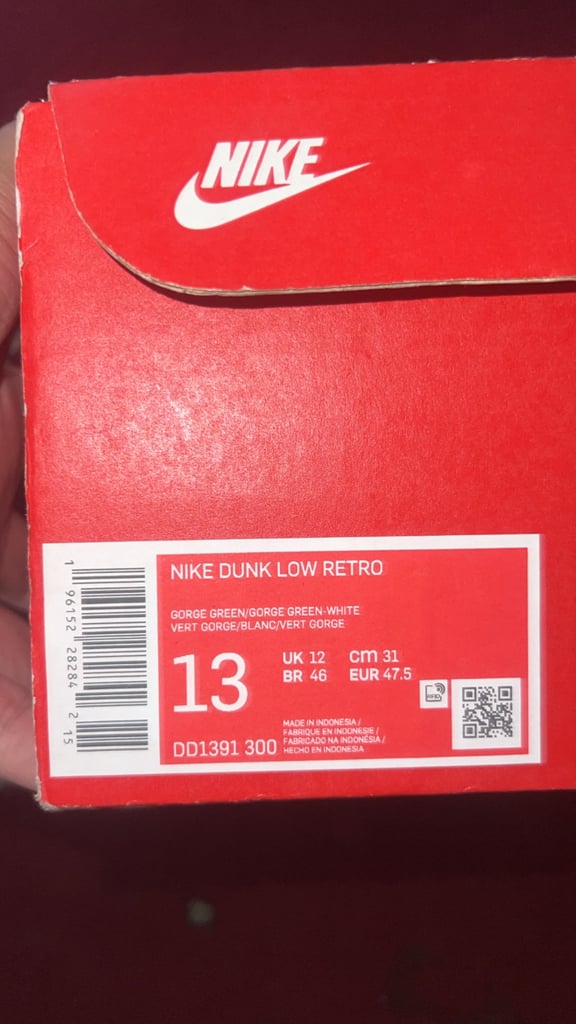 NIKE
NIKE DUNK LOW RETRO
GORGE GREEN/GORGE GREEN-WHITE
VERT GORGE/BLANC/VERT GORGE
13
UK 12 cm 31
BR 46 EUR 47.5
RFID
DD1391 300
MADE IN INDONESIA /
FABRIQUE EN INDONESIE /
FABRICADO NA INDONÉSIA /
HECHO EN INDONESIA
1 96152 28284 2 15